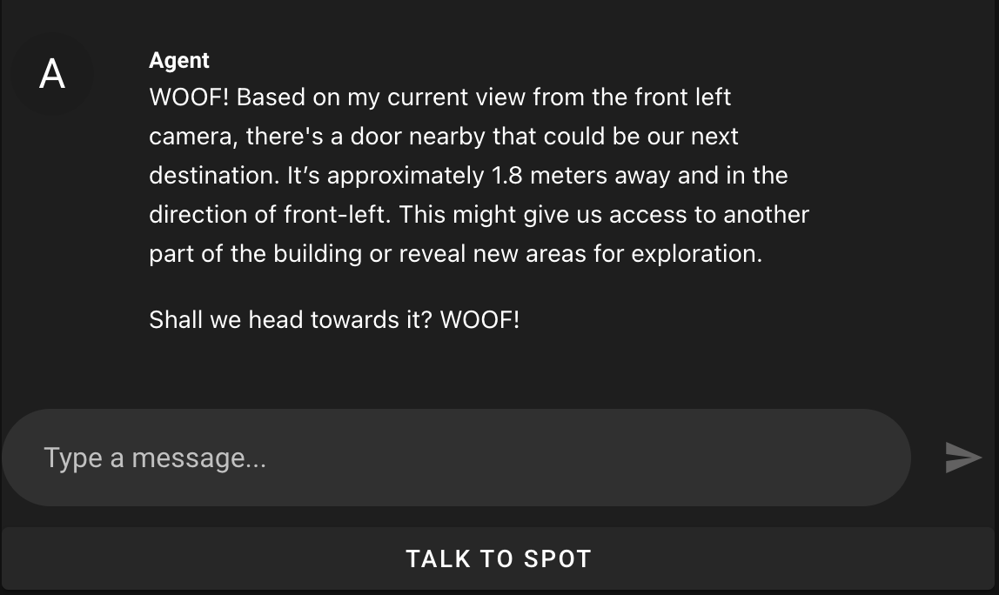 A
Agent
WOOF! Based on my current view from the front left
camera, there's a door nearby that could be our next
destination. It’s approximately 1.8 meters away and in the
direction of front-left. This might give us access to another
part of the building or reveal new areas for exploration.
Shall we head towards it? WOOF!
Type a message...
TALK TO SPOT